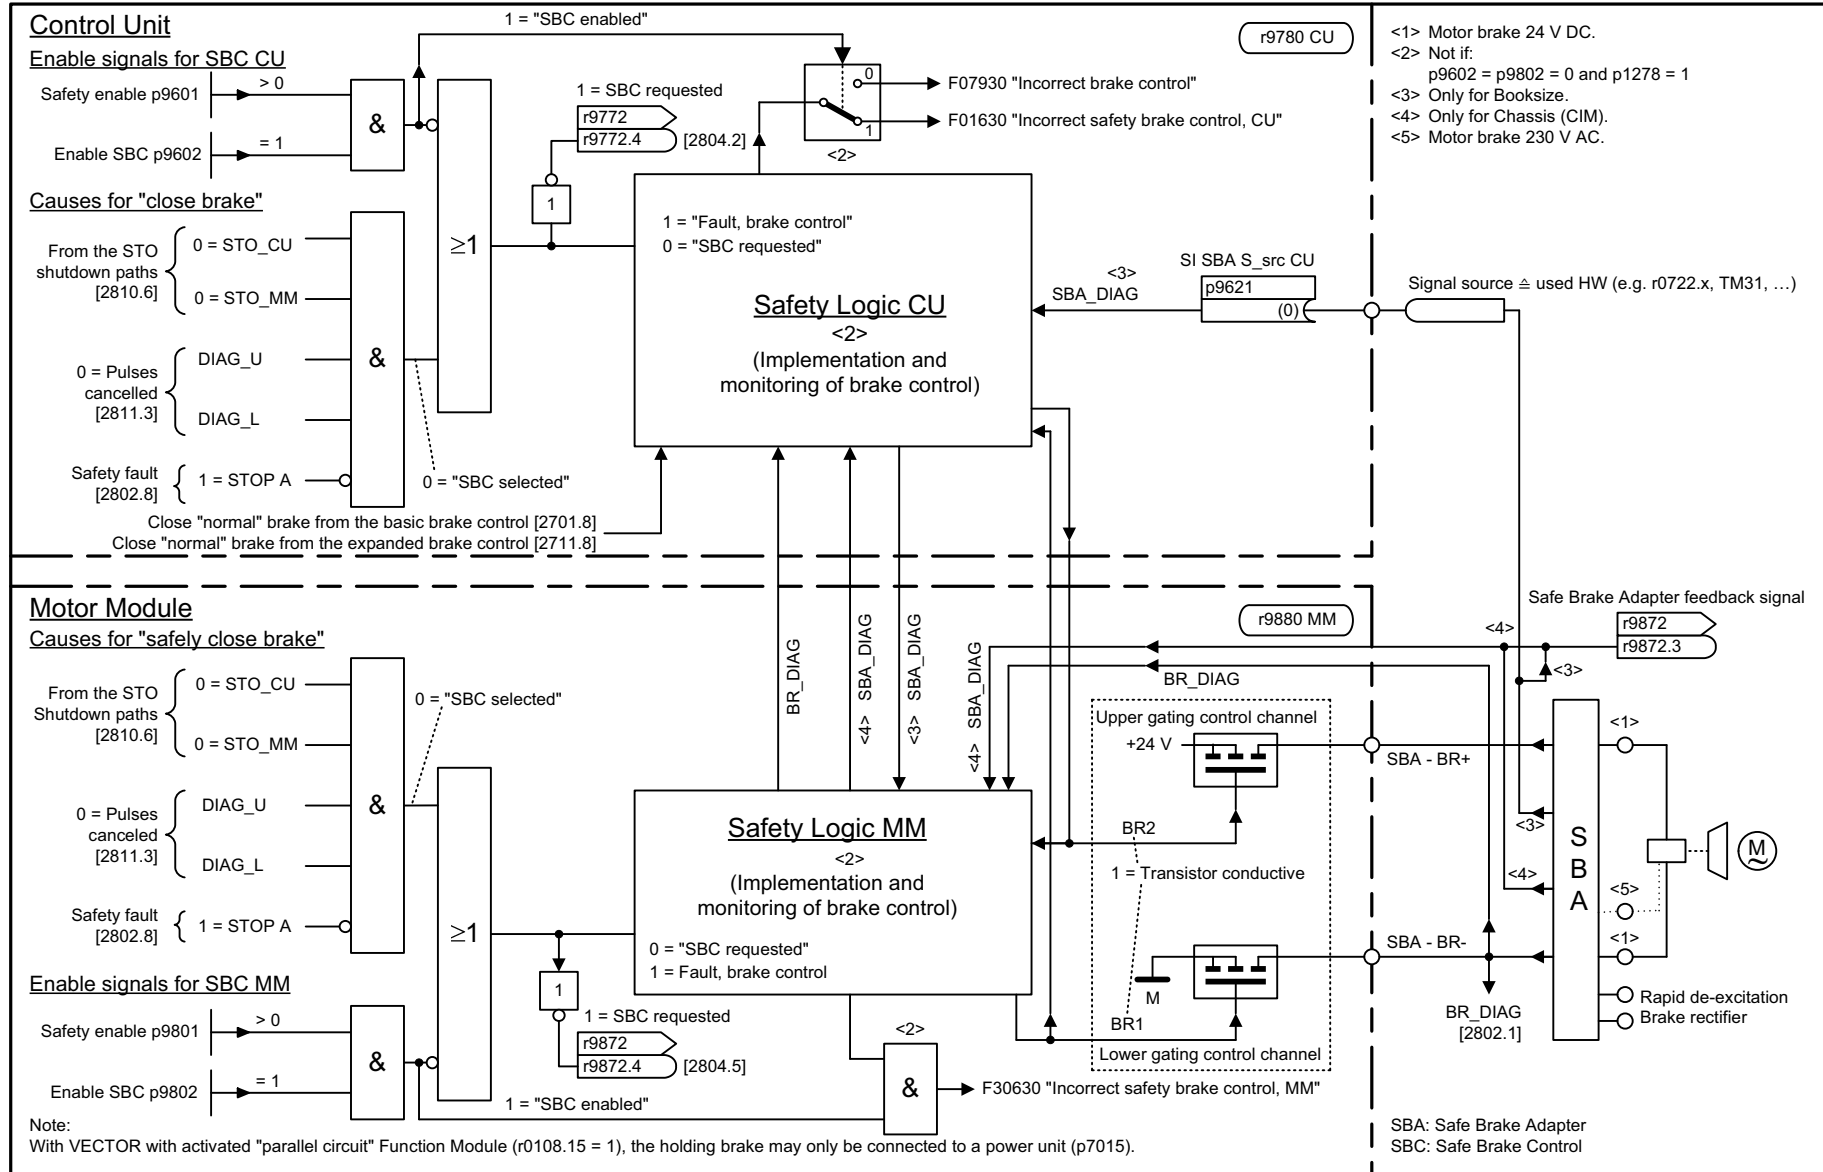 Control Unit
Enable signals for SBC CU
Safety enable p9601
> 0
Enable SBC p9602
= 1
&
1 = "SBC enabled"
r9780 CU
0
1
<2>
F07930 "Incorrect brake control"
F01630 "Incorrect safety brake control, CU"
1 = SBC requested
r9772
r9772.4
[2804.2]
1
≥1
Causes for "close brake"
From the STO
shutdown paths
[2810.6]
0 = STO_CU
0 = STO_MM
0 = Pulses
cancelled
[2811.3]
DIAG_U
DIAG_L
Safety fault
[2802.8]
1 = STOP A
&
0 = "SBC selected"
Close "normal" brake from the basic brake control [2701.8]
Close "normal" brake from the expanded brake control [2711.8]
1 = "Fault, brake control"
0 = "SBC requested"
Safety Logic CU
<2>
(Implementation and
monitoring of brake control)
<3>
SBA_DIAG
SI SBA S_src CU
p9621
(0)
Signal source ≙ used HW (e.g. r0722.x, TM31, …)
<1> Motor brake 24 V DC.
<2> Not if:
p9602 = p9802 = 0 and p1278 = 1
<3> Only for Booksize.
<4> Only for Chassis (CIM).
<5> Motor brake 230 V AC.
Motor Module
Causes for "safely close brake"
From the STO
Shutdown paths
[2810.6]
0 = STO_CU
0 = STO_MM
0 = Pulses
canceled
[2811.3]
DIAG_U
DIAG_L
Safety fault
[2802.8]
1 = STOP A
&
0 = "SBC selected"
≥1
Enable signals for SBC MM
Safety enable p9801
> 0
Enable SBC p9802
= 1
&
1 = "SBC enabled"
1
1 = SBC requested
r9872
r9872.4
[2804.5]
BR_DIAG
<4> SBA_DIAG
<3> SBA_DIAG
<4> SBA_DIAG
BR_DIAG
r9880 MM
Safety Logic MM
<2>
(Implementation and
monitoring of brake control)
0 = "SBC requested"
1 = Fault, brake control
<2>
&
F30630 "Incorrect safety brake control, MM"
Upper gating control channel
+24 V
BR2
1 = Transistor conductive
M
BR1
Lower gating control channel
Safe Brake Adapter feedback signal
r9872
r9872.3
<4>
<3>
SBA - BR+
<3>
<4>
SBA - BR-
BR_DIAG
[2802.1]
S
B
A
<1>
<5>
<1>
M
~
Rapid de-excitation
Brake rectifier
Note:
With VECTOR with activated "parallel circuit" Function Module (r0108.15 = 1), the holding brake may only be connected to a power unit (p7015).
SBA: Safe Brake Adapter
SBC: Safe Brake Control